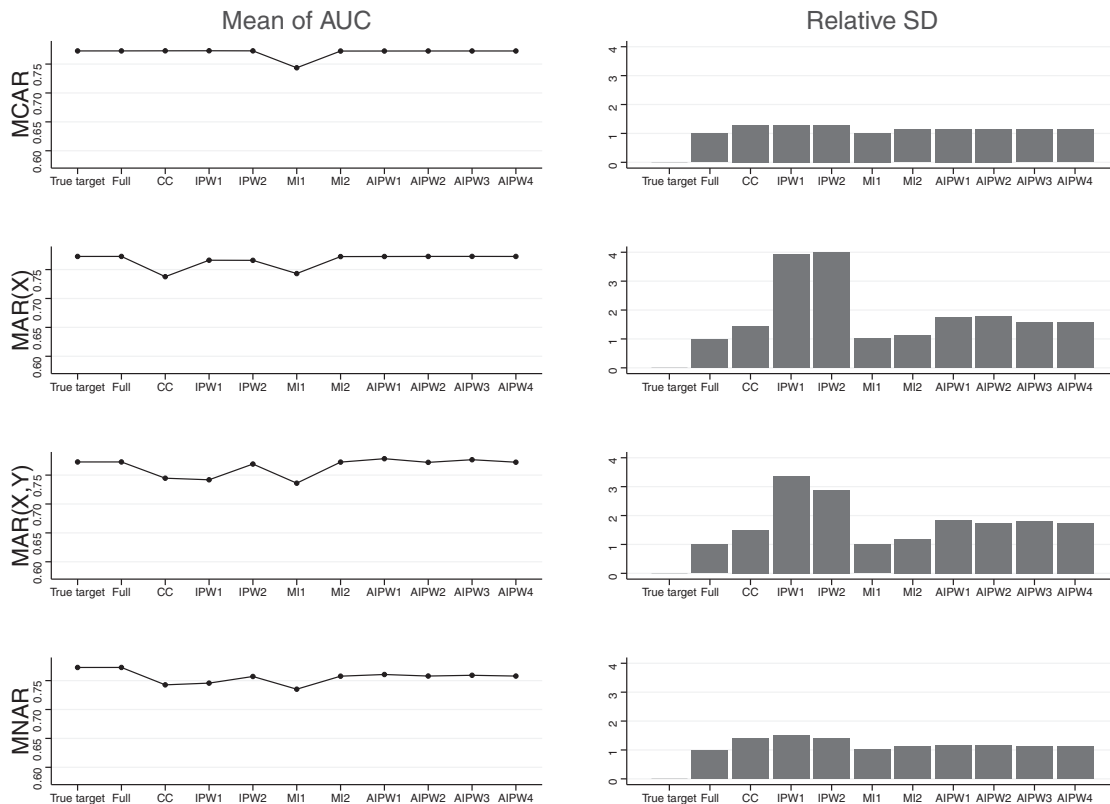 Mean of AUC
Relative SD
MCAR
0.60 0.65 0.70 0.75
True target Full CC IPW1 IPW2 MI1 MI2 AIPW1 AIPW2 AIPW3 AIPW4
0 1 2 3 4
True target Full CC IPW1 IPW2 MI1 MI2 AIPW1 AIPW2 AIPW3 AIPW4
MAR(X)
0.60 0.65 0.70 0.75
True target Full CC IPW1 IPW2 MI1 MI2 AIPW1 AIPW2 AIPW3 AIPW4
0 1 2 3 4
True target Full CC IPW1 IPW2 MI1 MI2 AIPW1 AIPW2 AIPW3 AIPW4
MAR(X,Y)
0.60 0.65 0.70 0.75
True target Full CC IPW1 IPW2 MI1 MI2 AIPW1 AIPW2 AIPW3 AIPW4
0 1 2 3 4
True target Full CC IPW1 IPW2 MI1 MI2 AIPW1 AIPW2 AIPW3 AIPW4
MNAR
0.60 0.65 0.70 0.75
True target Full CC IPW1 IPW2 MI1 MI2 AIPW1 AIPW2 AIPW3 AIPW4
0 1 2 3 4
True target Full CC IPW1 IPW2 MI1 MI2 AIPW1 AIPW2 AIPW3 AIPW4